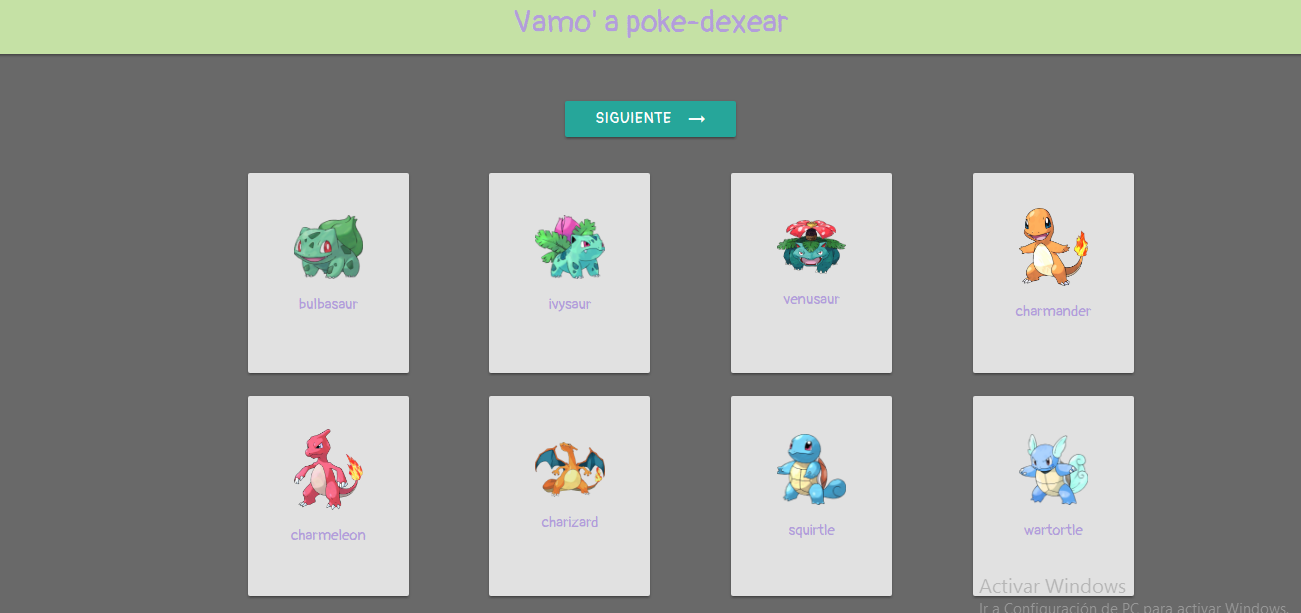 Vamo' a poke-dexear
SIGUIENTE →
bulbasaur
ivysaur
venusaur
charmander
charmeleon
charizard
squirtle
wartortle
Activar Windows
Ir a Configuración de PC para activar Windows.